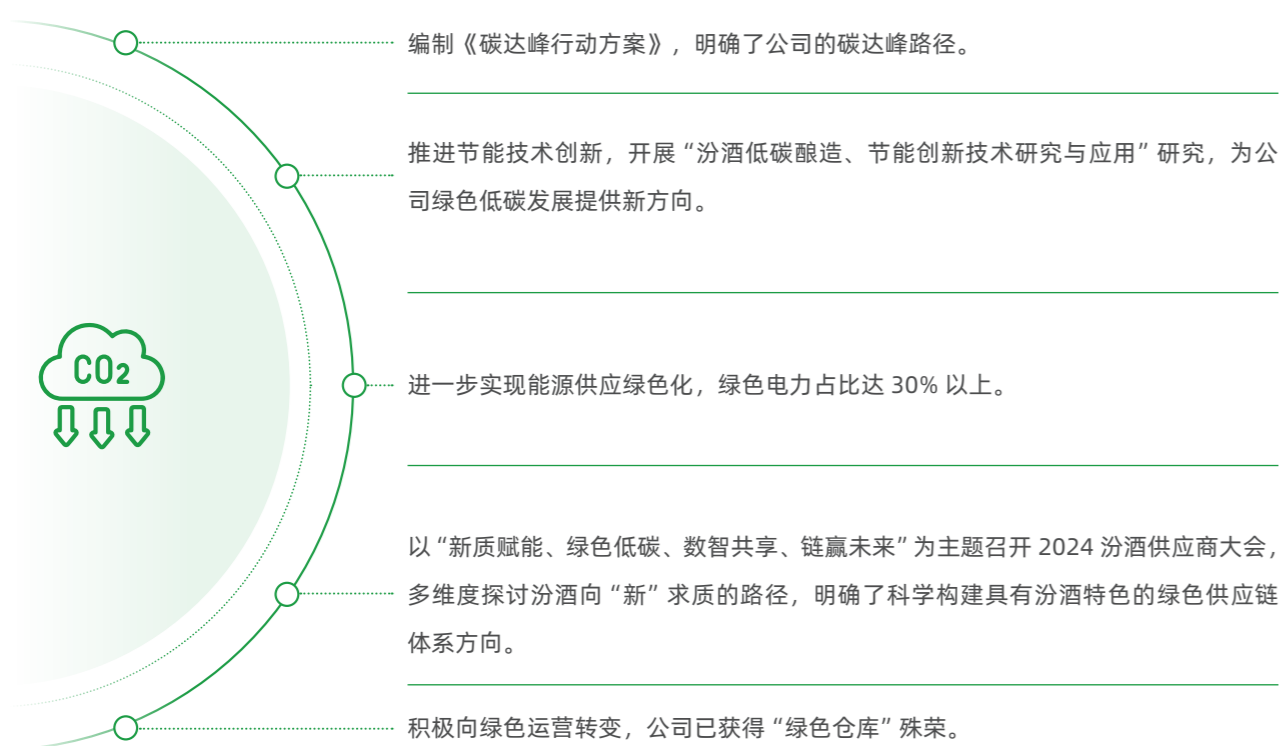 编制《碳达峰行动方案》，明确了公司的碳达峰路径。
推进节能技术创新，开展“汾酒低碳酿造、节能创新技术研究与应用”研究，为公
司绿色低碳发展提供新方向。
CO₂
进一步实现能源供应绿色化，绿色电力占比达 30% 以上。
以“新质赋能、绿色低碳、数智共享、链赢未来”为主题召开 2024 汾酒供应商大会，
多维度探讨汾酒向“新”求质的路径，明确了科学构建具有汾酒特色的绿色供应链
体系方向。
积极向绿色运营转变，公司已获得“绿色仓库”殊荣。